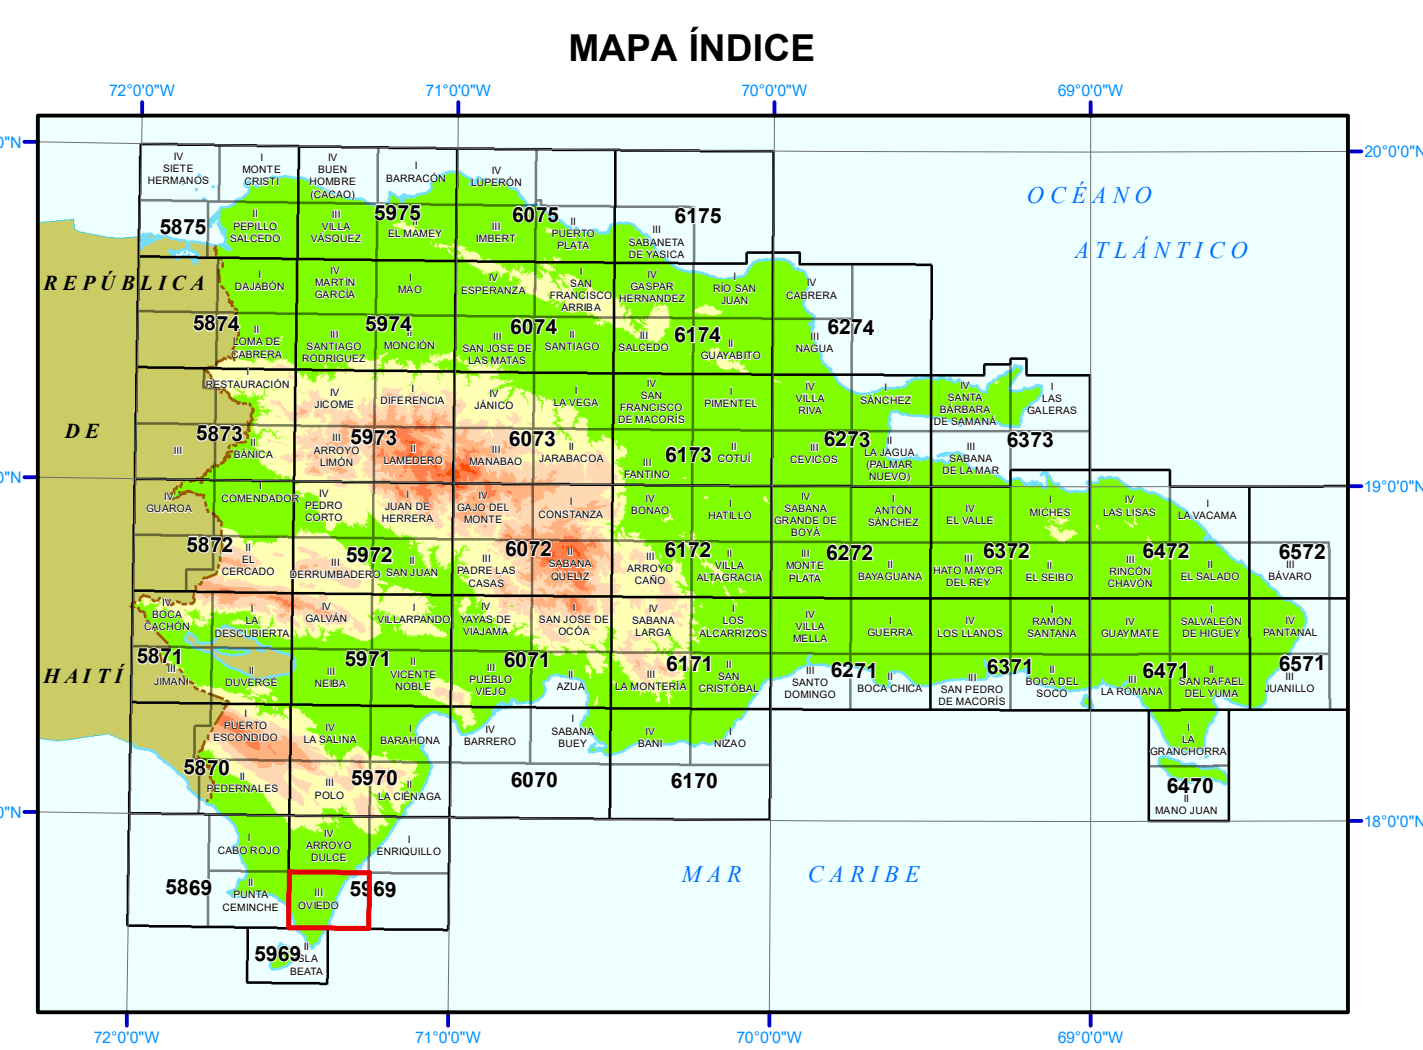 MAPA ÍNDICE
72°0'0"W
71°0'0"W
70°0'0"W
69°0'0"W
0"N
20°0'0"N
OCÉANO
ATLÁNTICO
IV
SIETE
HERMANOS
I
MONTE
CRISTI
IV
BUEN
HOMBRE
(CACAO)
I
BARRACÓN
IV
LUPERÓN
5875
II
PEPILLO
SALCEDO
III
VILLA
VÁSQUEZ
5975
II
EL MAMEY
III
IMBERT
6075
II
PUERTO
PLATA
III
SABANETA
DE YASICA
6175
REPÚBLICA
I
DAJABÓN
IV
MARTÍN
GARCÍA
I
MAO
IV
ESPERANZA
I
SAN
FRANCISCO
ARRIBA
IV
GASPAR
HERNANDEZ
I
RÍO SAN
JUAN
IV
CABRERA
5874
II
LOMA DE
CABRERA
III
SANTIAGO
RODRIGUEZ
5974
II
MONCIÓN
III
SAN JOSE DE
LAS MATAS
6074
II
SANTIAGO
III
SALCEDO
6174
II
GUAYABITO
III
NAGUA
6274
I
RESTAURACIÓN
IV
JICOME
I
DIFERENCIA
IV
JÁNICO
I
LA VEGA
IV
SAN
FRANCISCO
DE MACORÍS
I
PIMENTEL
IV
VILLA
RIVA
I
SÁNCHEZ
IV
SANTA
BÁRBARA
DE SAMANÁ
I
LAS
GALERAS
DE
III
5873
II
BÁNICA
III
ARROYO
LIMÓN
5973
II
LAMEDERO
III
MANABAO
6073
II
JARABACOA
III
FANTINO
6173
II
COTUÍ
III
CEVICOS
6273
II
LA JAGUA
(PALMAR
NUEVO)
III
SABANA
DE LA MAR
6373
0"N
19°0'0"N
IV
GUAROA
I
COMENDADOR
IV
PEDRO
CORTO
I
JUAN DE
HERRERA
IV
GAJO DEL
MONTE
I
CONSTANZA
IV
BONAO
I
HATILLO
IV
SABANA
GRANDE DE
BOYÁ
I
ANTÓN
SÁNCHEZ
IV
EL VALLE
I
MICHES
IV
LAS LISAS
I
LA VACAMA
5872
II
EL
CERCADO
III
DERRUMBADERO
5972
II
SAN JUAN
III
PADRE LAS
CASAS
6072
II
SABANA
QUELIZ
III
ARROYO
CAÑO
6172
II
VILLA
ALTAGRACIA
III
MONTE
PLATA
6272
II
BAYAGUANA
III
HATO MAYOR
DEL REY
6372
II
EL SEIBO
III
RINCÓN
CHAVÓN
6472
II
EL SALADO
6572
III
BÁVARO
IV
BOCA
CACHÓN
I
LA
DESCUBIERTA
IV
GALVÁN
I
VILLARPANDO
IV
YAYAS DE
VIAJAMA
I
SAN JOSE DE
OCÓA
IV
SABANA
LARGA
I
LOS
ALCARRIZOS
IV
VILLA
MELLA
I
GUERRA
IV
LOS LLANOS
I
RAMÓN
SANTANA
IV
GUAYMATE
I
SALVALEÓN
DE HIGÜEY
IV
PANTANAL
HAITÍ
5871
III
JIMANÍ
II
DUVERGÉ
III
NEIBA
5971
II
VICENTE
NOBLE
III
PUEBLO
VIEJO
6071
II
AZUA
III
LA MONTERÍA
6171
II
SAN
CRISTÓBAL
III
SANTO
DOMINGO
6271
II
BOCA CHICA
III
SAN PEDRO
DE MACORÍS
6371
II
BOCA DEL
SOCO
III
LA ROMANA
6471
II
SAN RAFAEL
DEL YUMA
6571
III
JUANILLO
I
PUERTO
ESCONDIDO
IV
LA SALINA
I
BARAHONA
IV
BARRERO
I
SABANA
BUEY
IV
BANI
I
NIZAO
I
LA
GRANCHORRA
5870
II
PEDERNALES
III
POLO
5970
II
LA CIÉNAGA
6070
6170
6470
II
MANO JUAN
0"N
18°0'0"N
I
CABO ROJO
IV
ARROYO
DULCE
I
ENRIQUILLO
MAR CARIBE
5869
II
PUNTA
CEMINCHE
III
OVIEDO
5969
5969
II
ISLA
BEATA
72°0'0"W
71°0'0"W
70°0'0"W
69°0'0"W